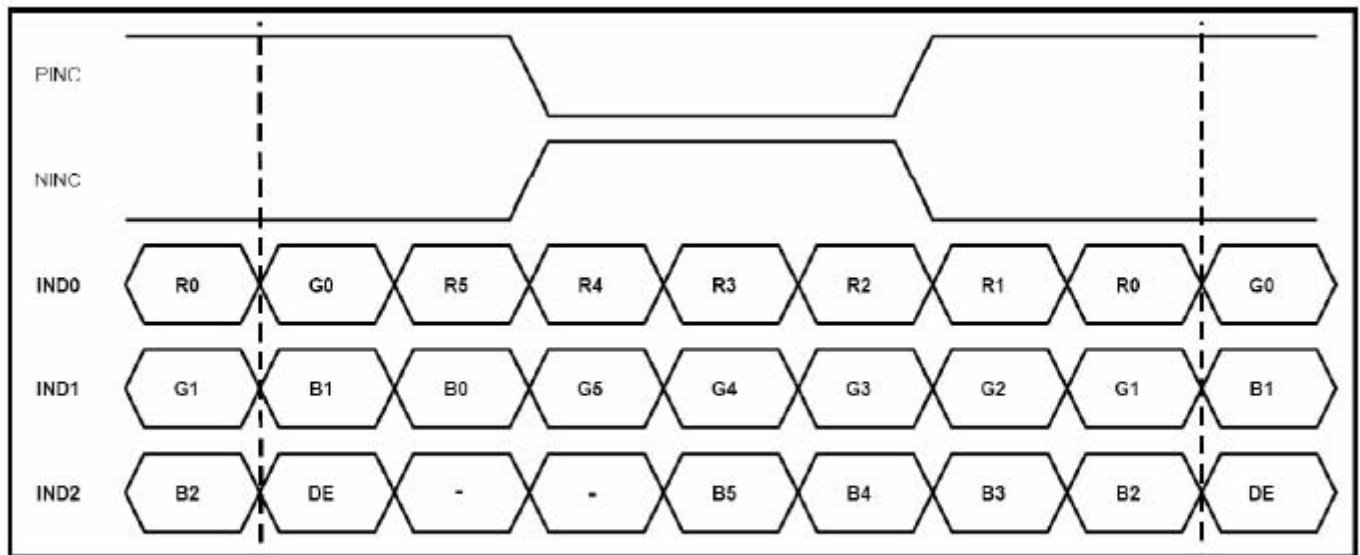 PINC
NINC
IND0 R0 G0 R5 R4 R3 R2 R1 R0 G0
IND1 G1 B1 B0 G5 G4 G3 G2 G1 B1
IND2 B2 DE - - B5 B4 B3 B2 DE